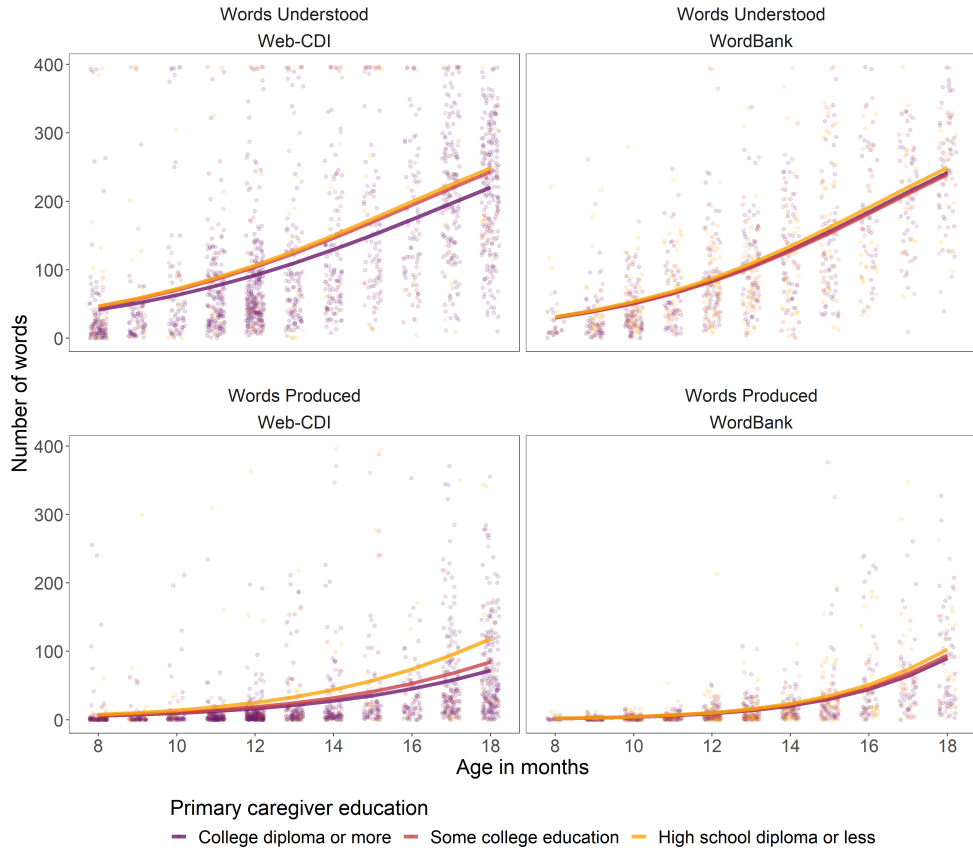 Words Understood
Web-CDI
Words Understood
WordBank
400
300
200
100
0
Words Produced
Web-CDI
Words Produced
WordBank
400
300
200
100
0
Number of words
8 10 12 14 16 18
8 10 12 14 16 18
Age in months
Primary caregiver education
College diploma or more Some college education High school diploma or less